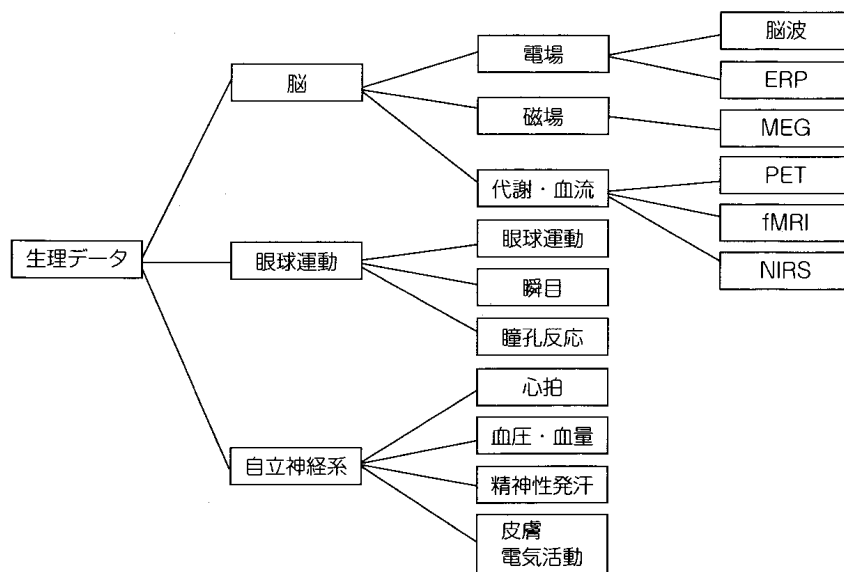 生理データ
脳
電場
脳波
ERP
磁場
MEG
代謝・血流
PET
fMRI
NIRS
眼球運動
眼球運動
瞬目
瞳孔反応
自立神経系
心拍
血圧・血量
精神性発汗
皮膚
電気活動